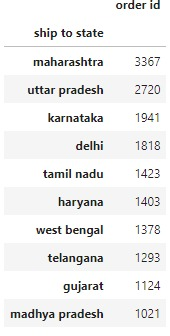 order id
ship to state
maharashtra 3367
uttar pradesh 2720
karnataka 1941
delhi 1818
tamil nadu 1423
haryana 1403
west bengal 1378
telangana 1293
gujarat 1124
madhya pradesh 1021